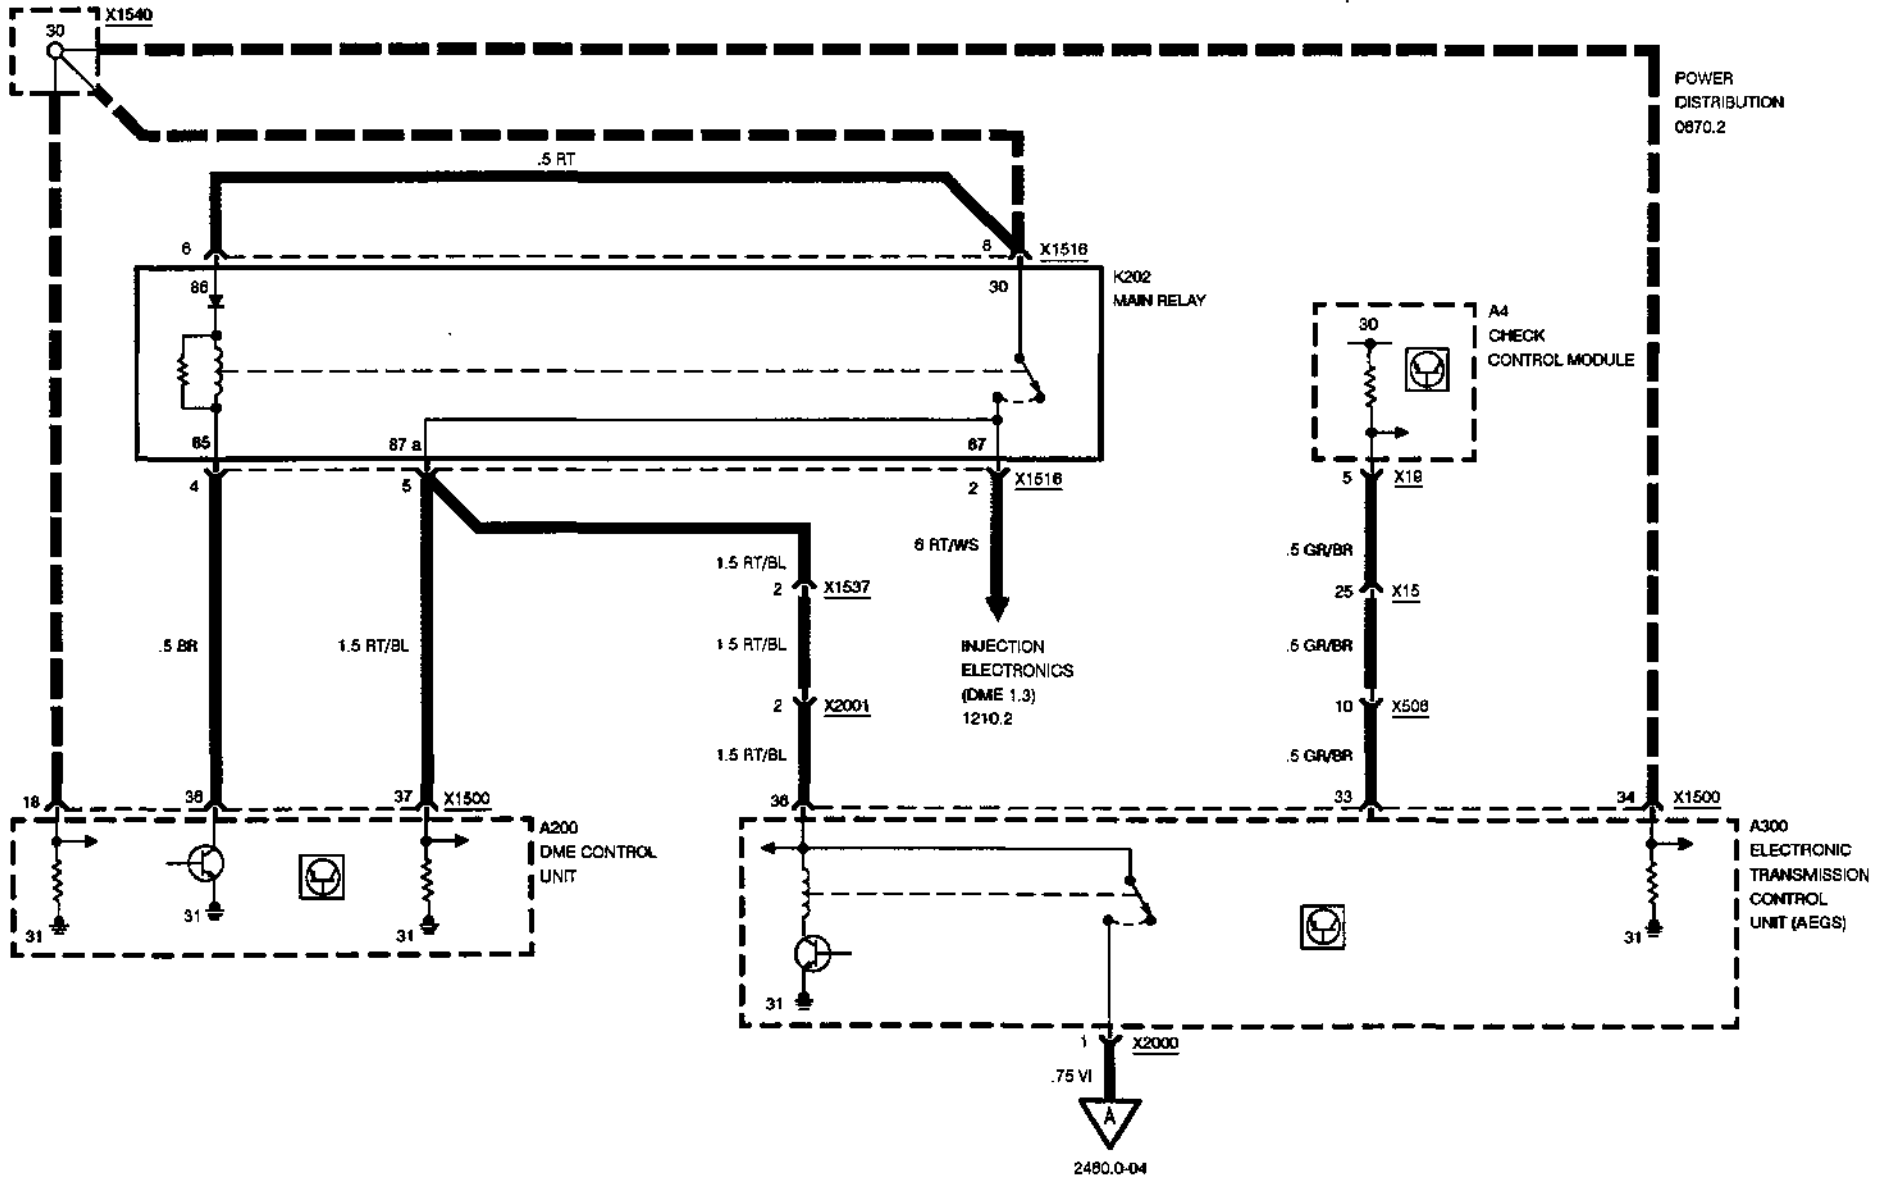 X1540
30
POWER
DISTRIBUTION
0670.2
.5 RT
6
8
X1516
K202
MAIN RELAY
86
30
A4
CHECK
CONTROL MODULE
30
85
87 a
87
4
5
2
X1516
5
X19
6 RT/WS
.5 GR/BR
1.5 RT/BL
2
X1537
25
X15
.5 BR
1.5 RT/BL
1.5 RT/BL
INJECTION
ELECTRONICS
(DME 1.3)
1210.2
.5 GR/BR
2
X2001
10
X508
1.5 RT/BL
.5 GR/BR
18
36
37
X1500
36
33
34
X1500
A200
DME CONTROL
UNIT
A300
ELECTRONIC
TRANSMISSION
CONTROL
UNIT (AEGS)
31
31
31
31
31
1
X2000
.75 VI
A
2460.0-04